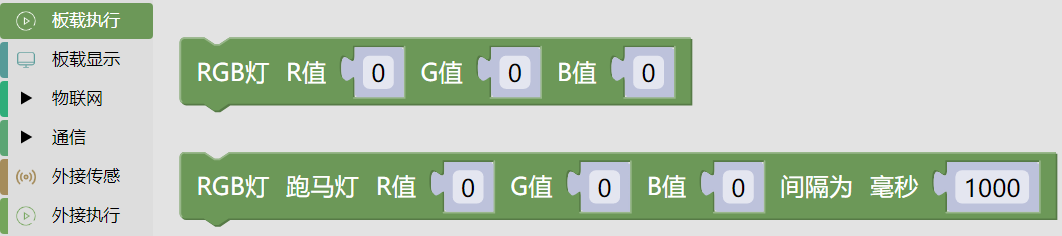 板载执行
板载显示
物联网
通信
外接传感
外接执行
RGB灯 R值 0 G值 0 B值 0
RGB灯 跑马灯 R值 0 G值 0 B值 0 间隔为 毫秒 1000